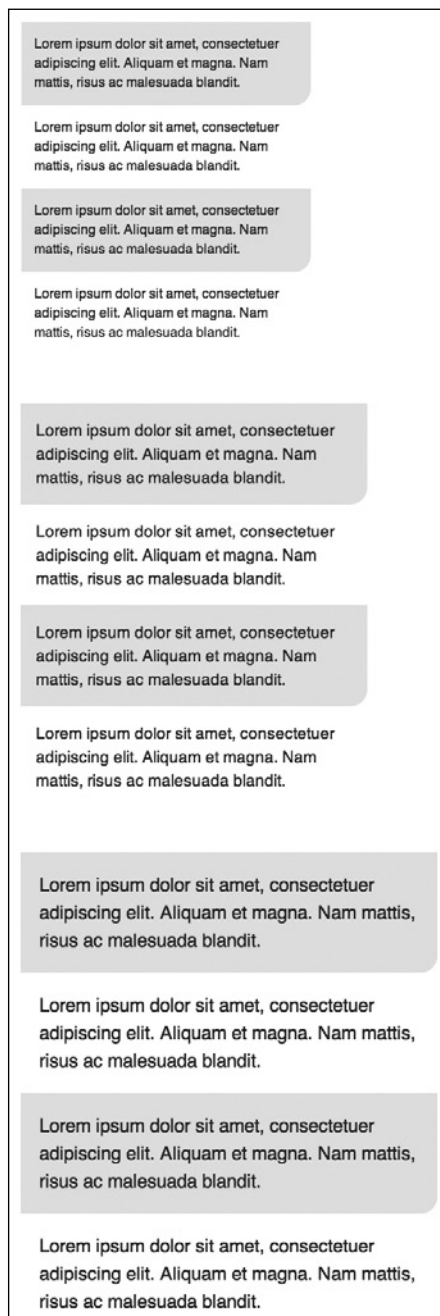 Lorem ipsum dolor sit amet, consectetuer
adipiscing elit. Aliquam et magna. Nam
mattis, risus ac malesuada blandit.
Lorem ipsum dolor sit amet, consectetuer
adipiscing elit. Aliquam et magna. Nam
mattis, risus ac malesuada blandit.
Lorem ipsum dolor sit amet, consectetuer
adipiscing elit. Aliquam et magna. Nam
mattis, risus ac malesuada blandit.
Lorem ipsum dolor sit amet, consectetuer
adipiscing elit. Aliquam et magna. Nam
mattis, risus ac malesuada blandit.
Lorem ipsum dolor sit amet, consectetuer
adipiscing elit. Aliquam et magna. Nam
mattis, risus ac malesuada blandit.
Lorem ipsum dolor sit amet, consectetuer
adipiscing elit. Aliquam et magna. Nam
mattis, risus ac malesuada blandit.
Lorem ipsum dolor sit amet, consectetuer
adipiscing elit. Aliquam et magna. Nam
mattis, risus ac malesuada blandit.
Lorem ipsum dolor sit amet, consectetuer
adipiscing elit. Aliquam et magna. Nam
mattis, risus ac malesuada blandit.
Lorem ipsum dolor sit amet, consectetuer
adipiscing elit. Aliquam et magna. Nam mattis,
risus ac malesuada blandit.
Lorem ipsum dolor sit amet, consectetuer
adipiscing elit. Aliquam et magna. Nam mattis,
risus ac malesuada blandit.
Lorem ipsum dolor sit amet, consectetuer
adipiscing elit. Aliquam et magna. Nam mattis,
risus ac malesuada blandit.
Lorem ipsum dolor sit amet, consectetuer
adipiscing elit. Aliquam et magna. Nam mattis,
risus ac malesuada blandit.